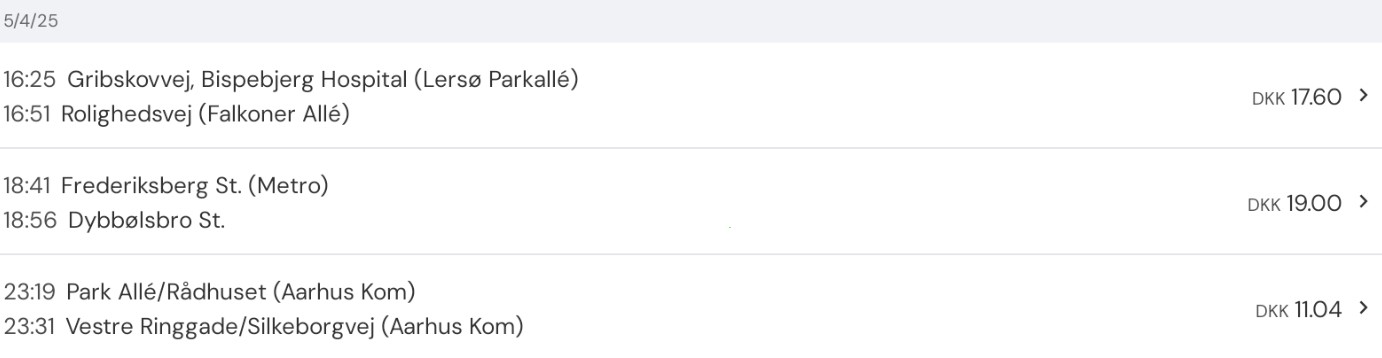 5/4/25
16:25 Gribskovvej, Bispebjerg Hospital (Lersø Parkallé)
16:51 Rolighedsvej (Falkoner Allé)
DKK 17.60
18:41 Frederiksberg St. (Metro)
18:56 Dybbølsbro St.
DKK 19.00
23:19 Park Allé/Rådhuset (Aarhus Kom)
23:31 Vestre Ringgade/Silkeborgvej (Aarhus Kom)
DKK 11.04